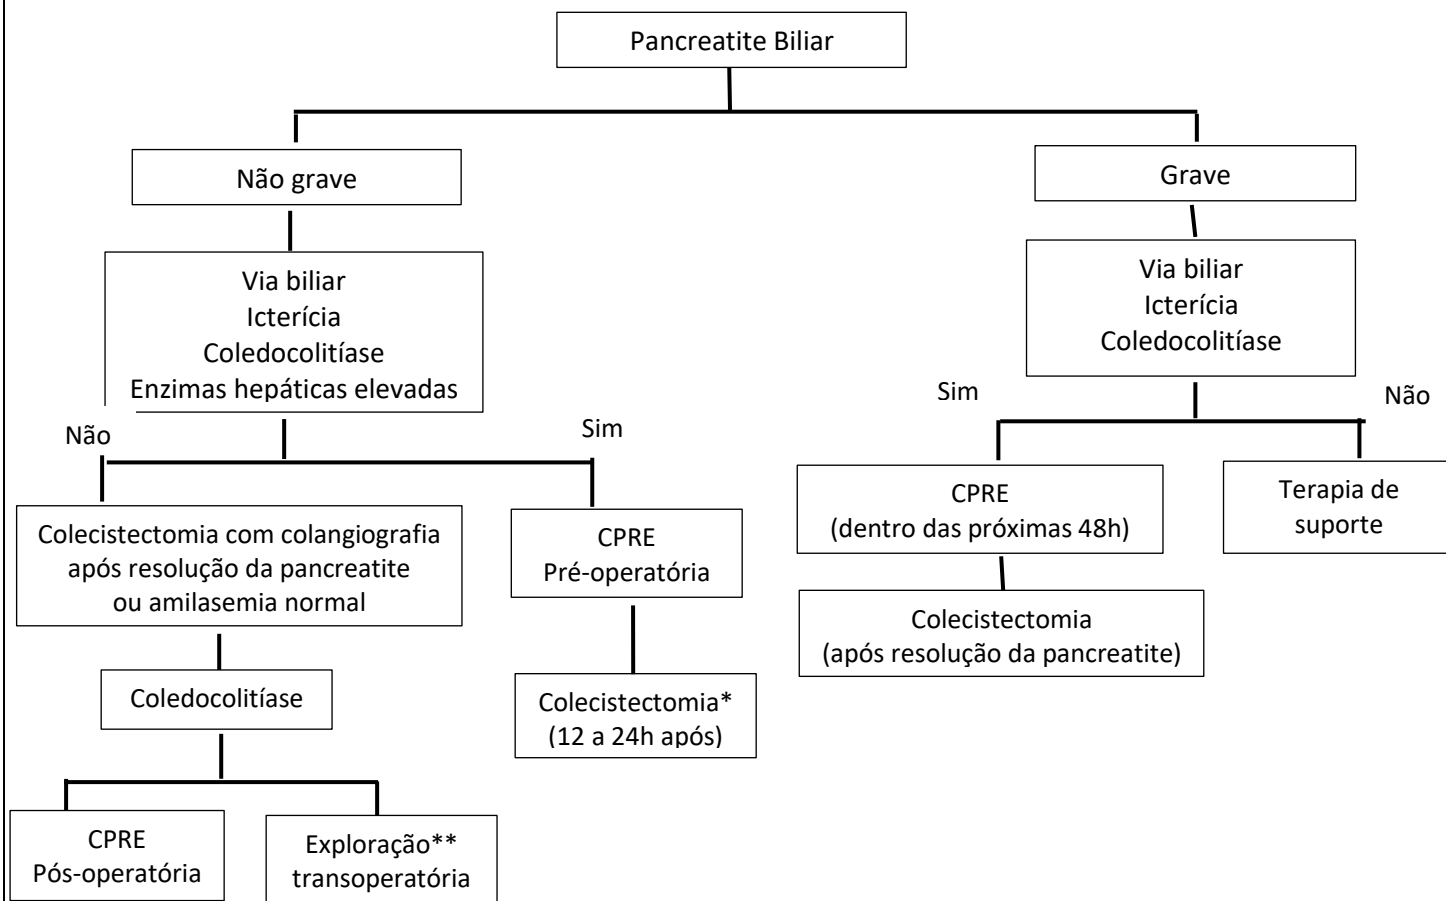 Pancreatite Biliar
Não grave
Grave
Via biliar
Icterícia
Coledocolitíase
Enzimas hepáticas elevadas
Via biliar
Icterícia
Coledocolitíase
Não
Sim
Sim
Não
Colecistectomia com colangiografia
após resolução da pancreatite
ou amilasemia normal
CPRE
Pré-operatória
CPRE
(dentro das próximas 48h)
Terapia de
suporte
Coledocolitíase
Colecistectomia*
(12 a 24h após)
Colecistectomia
(após resolução da pancreatite)
CPRE
Pós-operatória
Exploração**
transoperatória